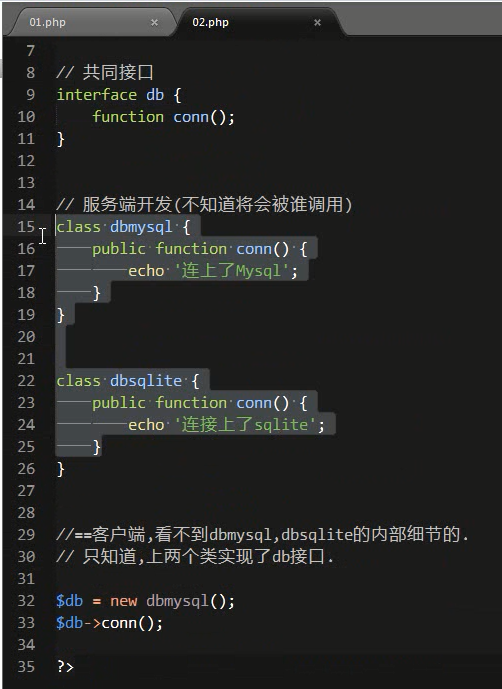 01.php × 02.php ×
7
8 // 共同接口
9 interface db {
10 function conn();
11 }
12
13
14 // 服务端开发(不知道将会被谁调用)
15 class dbmysql {
16 public function conn() {
17 echo '连上了Mysql';
18 }
19 }
20
21
22 class dbsqlite {
23 public function conn() {
24 echo '连接上了sqlite';
25 }
26 }
27
28
29 //==客户端,看不到dbmysql,dbsqlite的内部细节的.
30 // 只知道,上两个类实现了db接口.
31
32 $db = new dbmysql();
33 $db->conn();
34
35 ?>